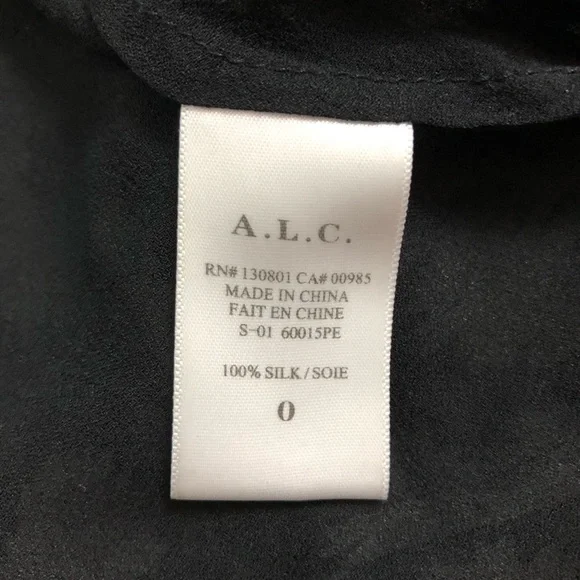 A.L.C.
RN# 130801 CA# 00985
MADE IN CHINA
FAIT EN CHINE
S-01 60015PE
100% SILK/SOIE
0